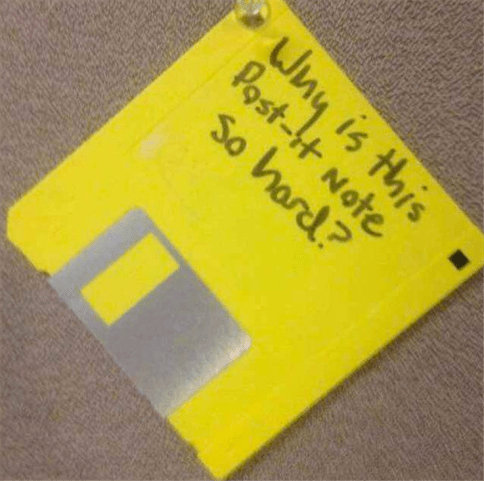 Why is this
Post-it Note
So hard?